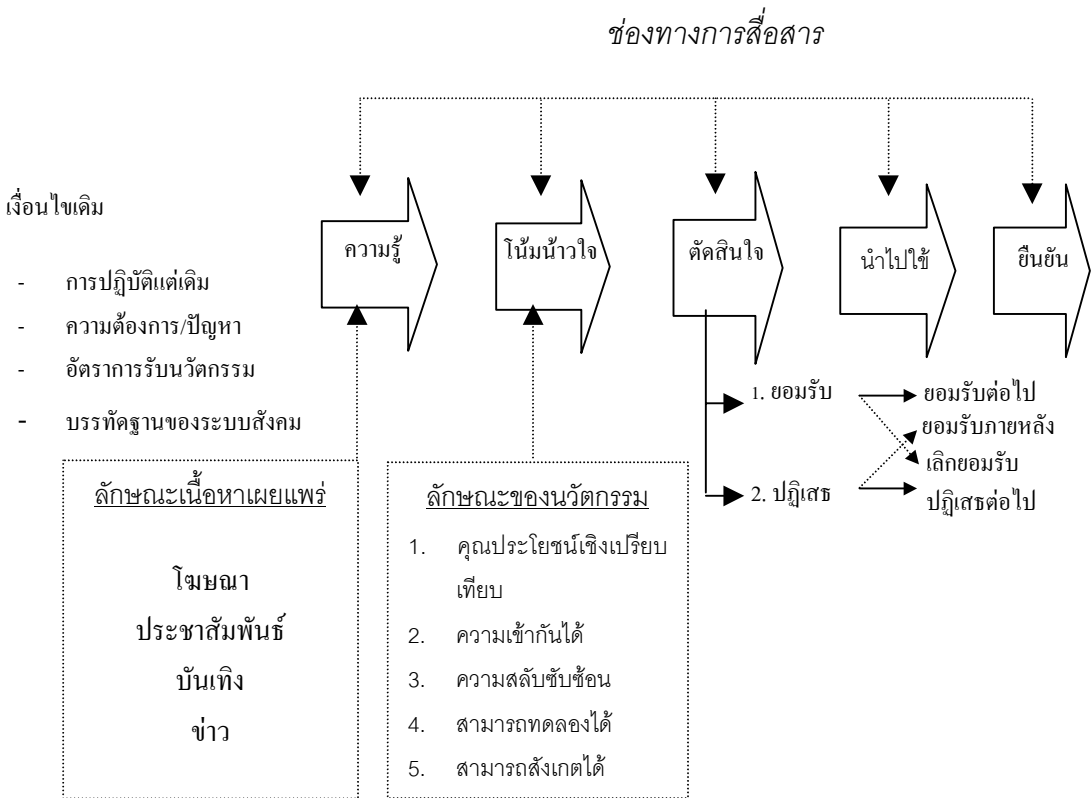 ช่องทางการสื่อสาร
เงื่อนไขเดิม
- การปฏิบัติแต่เดิม
- ความต้องการ/ปัญหา
- อัตราการรับนวัตกรรม
- บรรทัดฐานของระบบสังคม
ความรู้
โน้มน้าวใจ
ตัดสินใจ
นำไปใช้
ยืนยัน
1. ยอมรับ
2. ปฏิเสธ
ยอมรับต่อไป
ยอมรับภายหลัง
เลิกยอมรับ
ปฏิเสธต่อไป
ลักษณะเนื้อหาเผยแพร่
โฆษณา
ประชาสัมพันธ์
บันเทิง
ข่าว
ลักษณะของนวัตกรรม
1. คุณประโยชน์เชิงเปรียบ
เทียบ
2. ความเข้ากันได้
3. ความสลับซับซ้อน
4. สามารถทดลองได้
5. สามารถสังเกตได้